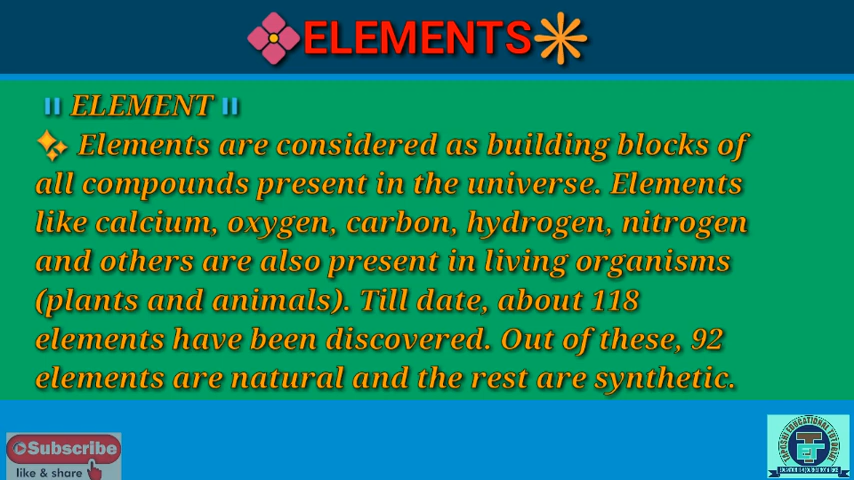 ELEMENTS
" ELEMENT "
Elements are considered as building blocks of
all compounds present in the universe. Elements
like calcium, oxygen, carbon, hydrogen, nitrogen
and others are also present in living organisms
(plants and animals). Till date, about 118
elements have been discovered. Out of these, 92
elements are natural and the rest are synthetic.
Subscribe
like & share